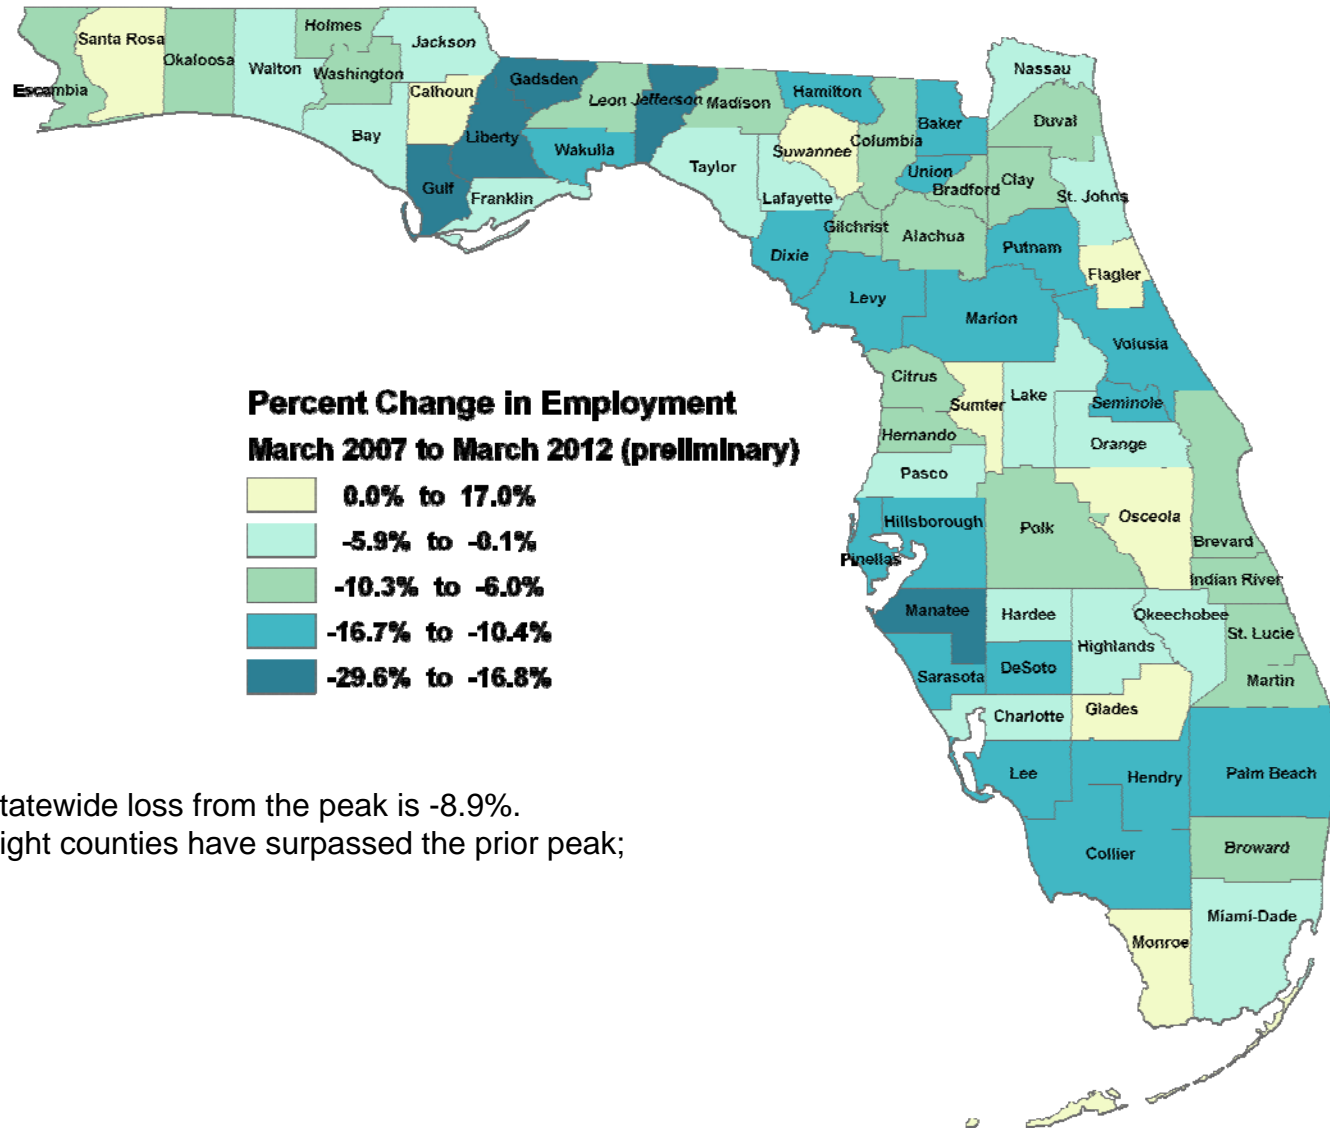 Holmes
Santa Rosa
Jackson
Okaloosa
Walton
Washington
Escambia
Calhoun
Gadsden
Leon
Jefferson
Madison
Hamilton
Nassau
Bay
Liberty
Wakulla
Suwannee
Columbia
Baker
Duval
Gulf
Franklin
Taylor
Lafayette
Union
Bradford
Clay
St. Johns
Dixie
Gilchrist
Alachua
Putnam
Flagler
Levy
Marion
Volusia
Citrus
Sumter
Lake
Seminole
Hernando
Orange
Pasco
Percent Change in Employment
March 2007 to March 2012 (preliminary)
0.0% to 17.0%
-5.9% to -0.1%
-10.3% to -6.0%
-16.7% to -10.4%
-29.6% to -16.8%
Hillsborough
Polk
Osceola
Pinellas
Brevard
Indian River
Manatee
Hardee
Okeechobee
Highlands
St. Lucie
Sarasota
DeSoto
Martin
Charlotte
Glades
Lee
Hendry
Palm Beach
Collier
Broward
Monroe
Miami-Dade
tatewide loss from the peak is -8.9%.
ight counties have surpassed the prior peak;